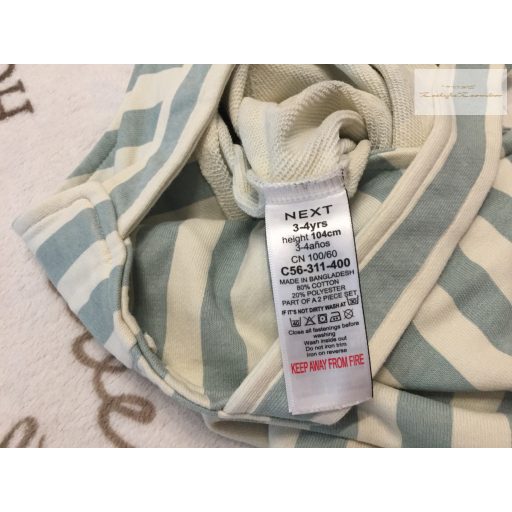 NEXT
3-4yrs
height 104cm
3-4años
CN 100/60
C56-311-400
MADE IN BANGLADESH
80% COTTON
20% POLYESTER
PART OF A 2 PIECE SET
IF IT'S NOT DIRTY WASH AT 30
40
Close all fastenings before
washing
Wash inside out
Do not iron trim
Iron on reverse
KEEP AWAY FROM FIRE